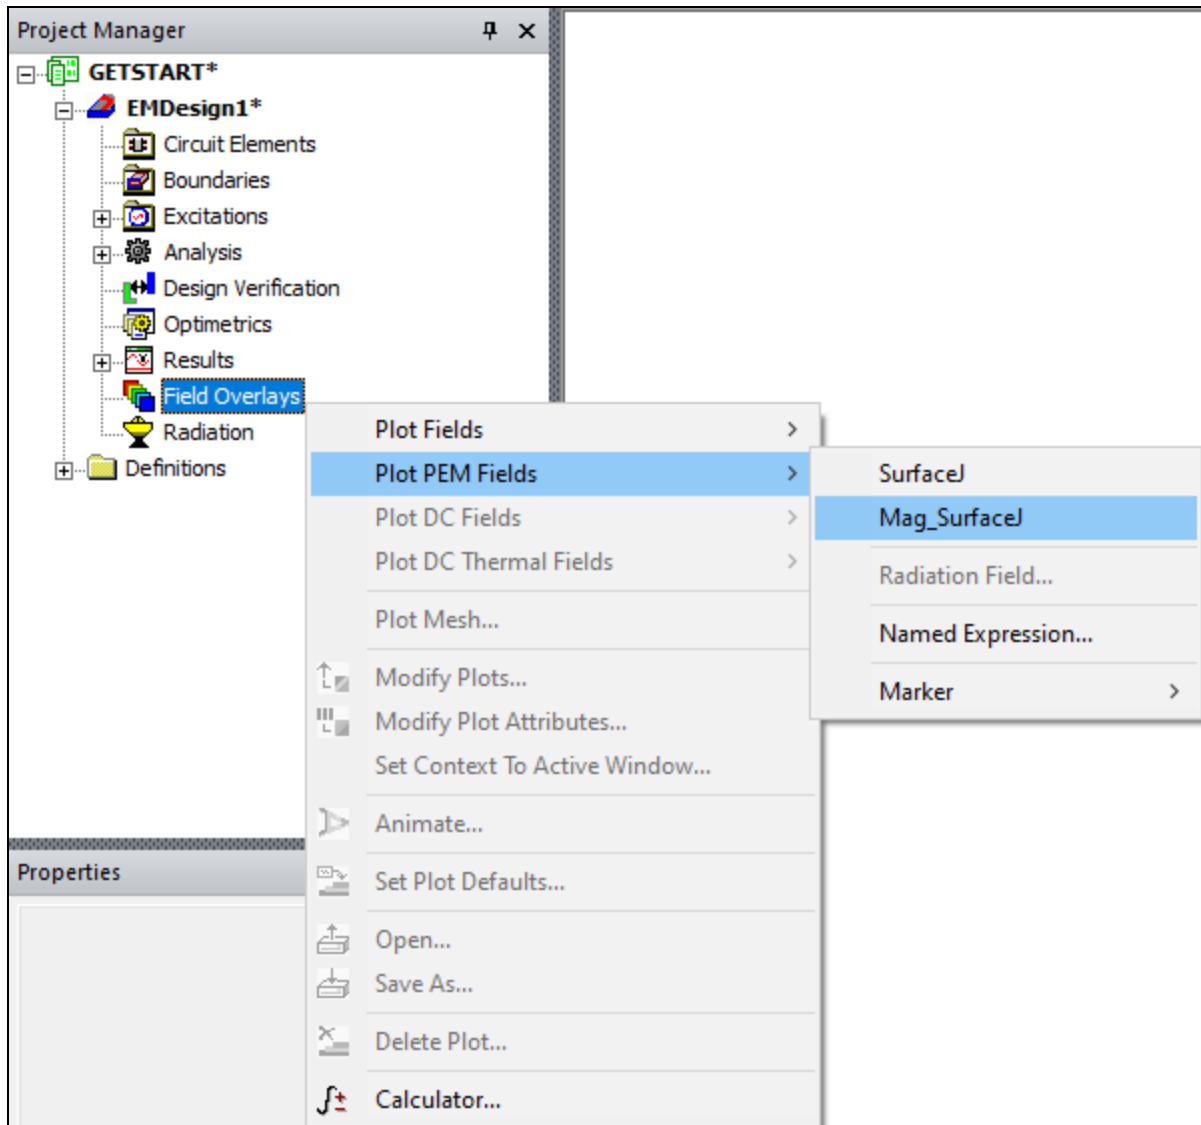 Project Manager
GETSTART*
EMDesign1*
Circuit Elements
Boundaries
Excitations
Analysis
Design Verification
Optimetrics
Results
Field Overlays
Radiation
Definitions
Plot Fields
Plot PEM Fields
Plot DC Fields
Plot DC Thermal Fields
Plot Mesh...
Modify Plots...
Modify Plot Attributes...
Set Context To Active Window...
Animate...
Set Plot Defaults...
Open...
Save As...
Delete Plot...
Calculator...
SurfaceJ
Mag_SurfaceJ
Radiation Field...
Named Expression...
Marker
Properties